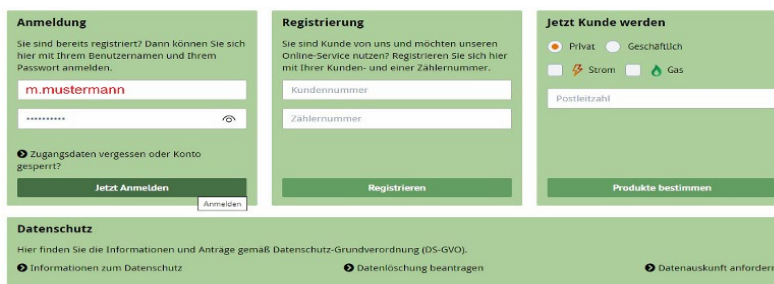 Anmeldung
Sie sind bereits registriert? Dann können Sie sich
hier mit Ihrem Benutzernamen und Ihrem
Passwort anmelden.
m.mustermann
••••••••••
Zugangsdaten vergessen oder Konto
gesperrt?
Jetzt Anmelden
Anmelden
Registrierung
Sie sind Kunde von uns und möchten unseren
Online-Service nutzen? Registrieren Sie sich hier
mit Ihrer Kunden- und einer Zählernummer.
Kundennummer
Zählernummer
Registrieren
Jetzt Kunde werden
Privat Geschäftlich
Strom Gas
Postleitzahl
Produkte bestimmen
Datenschutz
Hier finden Sie die Informationen und Anträge gemäß Datenschutz-Grundverordnung (DS-GVO).
Informationen zum Datenschutz Datenlöschung beantragen Datenauskunft anfordern